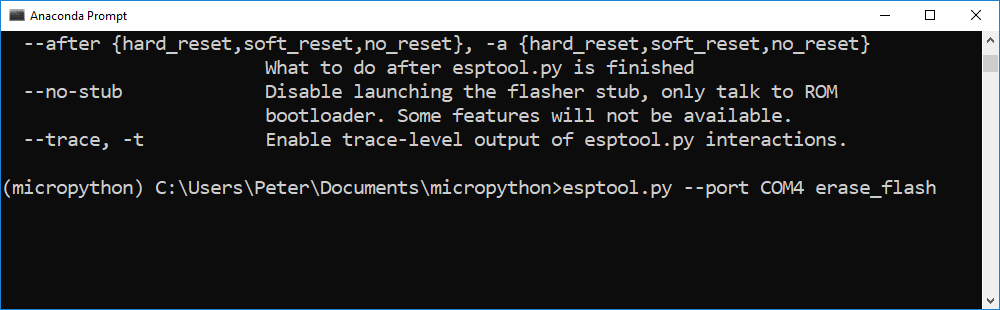 Anaconda Prompt
--after {hard_reset,soft_reset,no_reset}, -a {hard_reset,soft_reset,no_reset}
What to do after esptool.py is finished
--no-stub Disable launching the flasher stub, only talk to ROM
bootloader. Some features will not be available.
--trace, -t Enable trace-level output of esptool.py interactions.
(micropython) C:\Users\Peter\Documents\micropython>esptool.py --port COM4 erase_flash